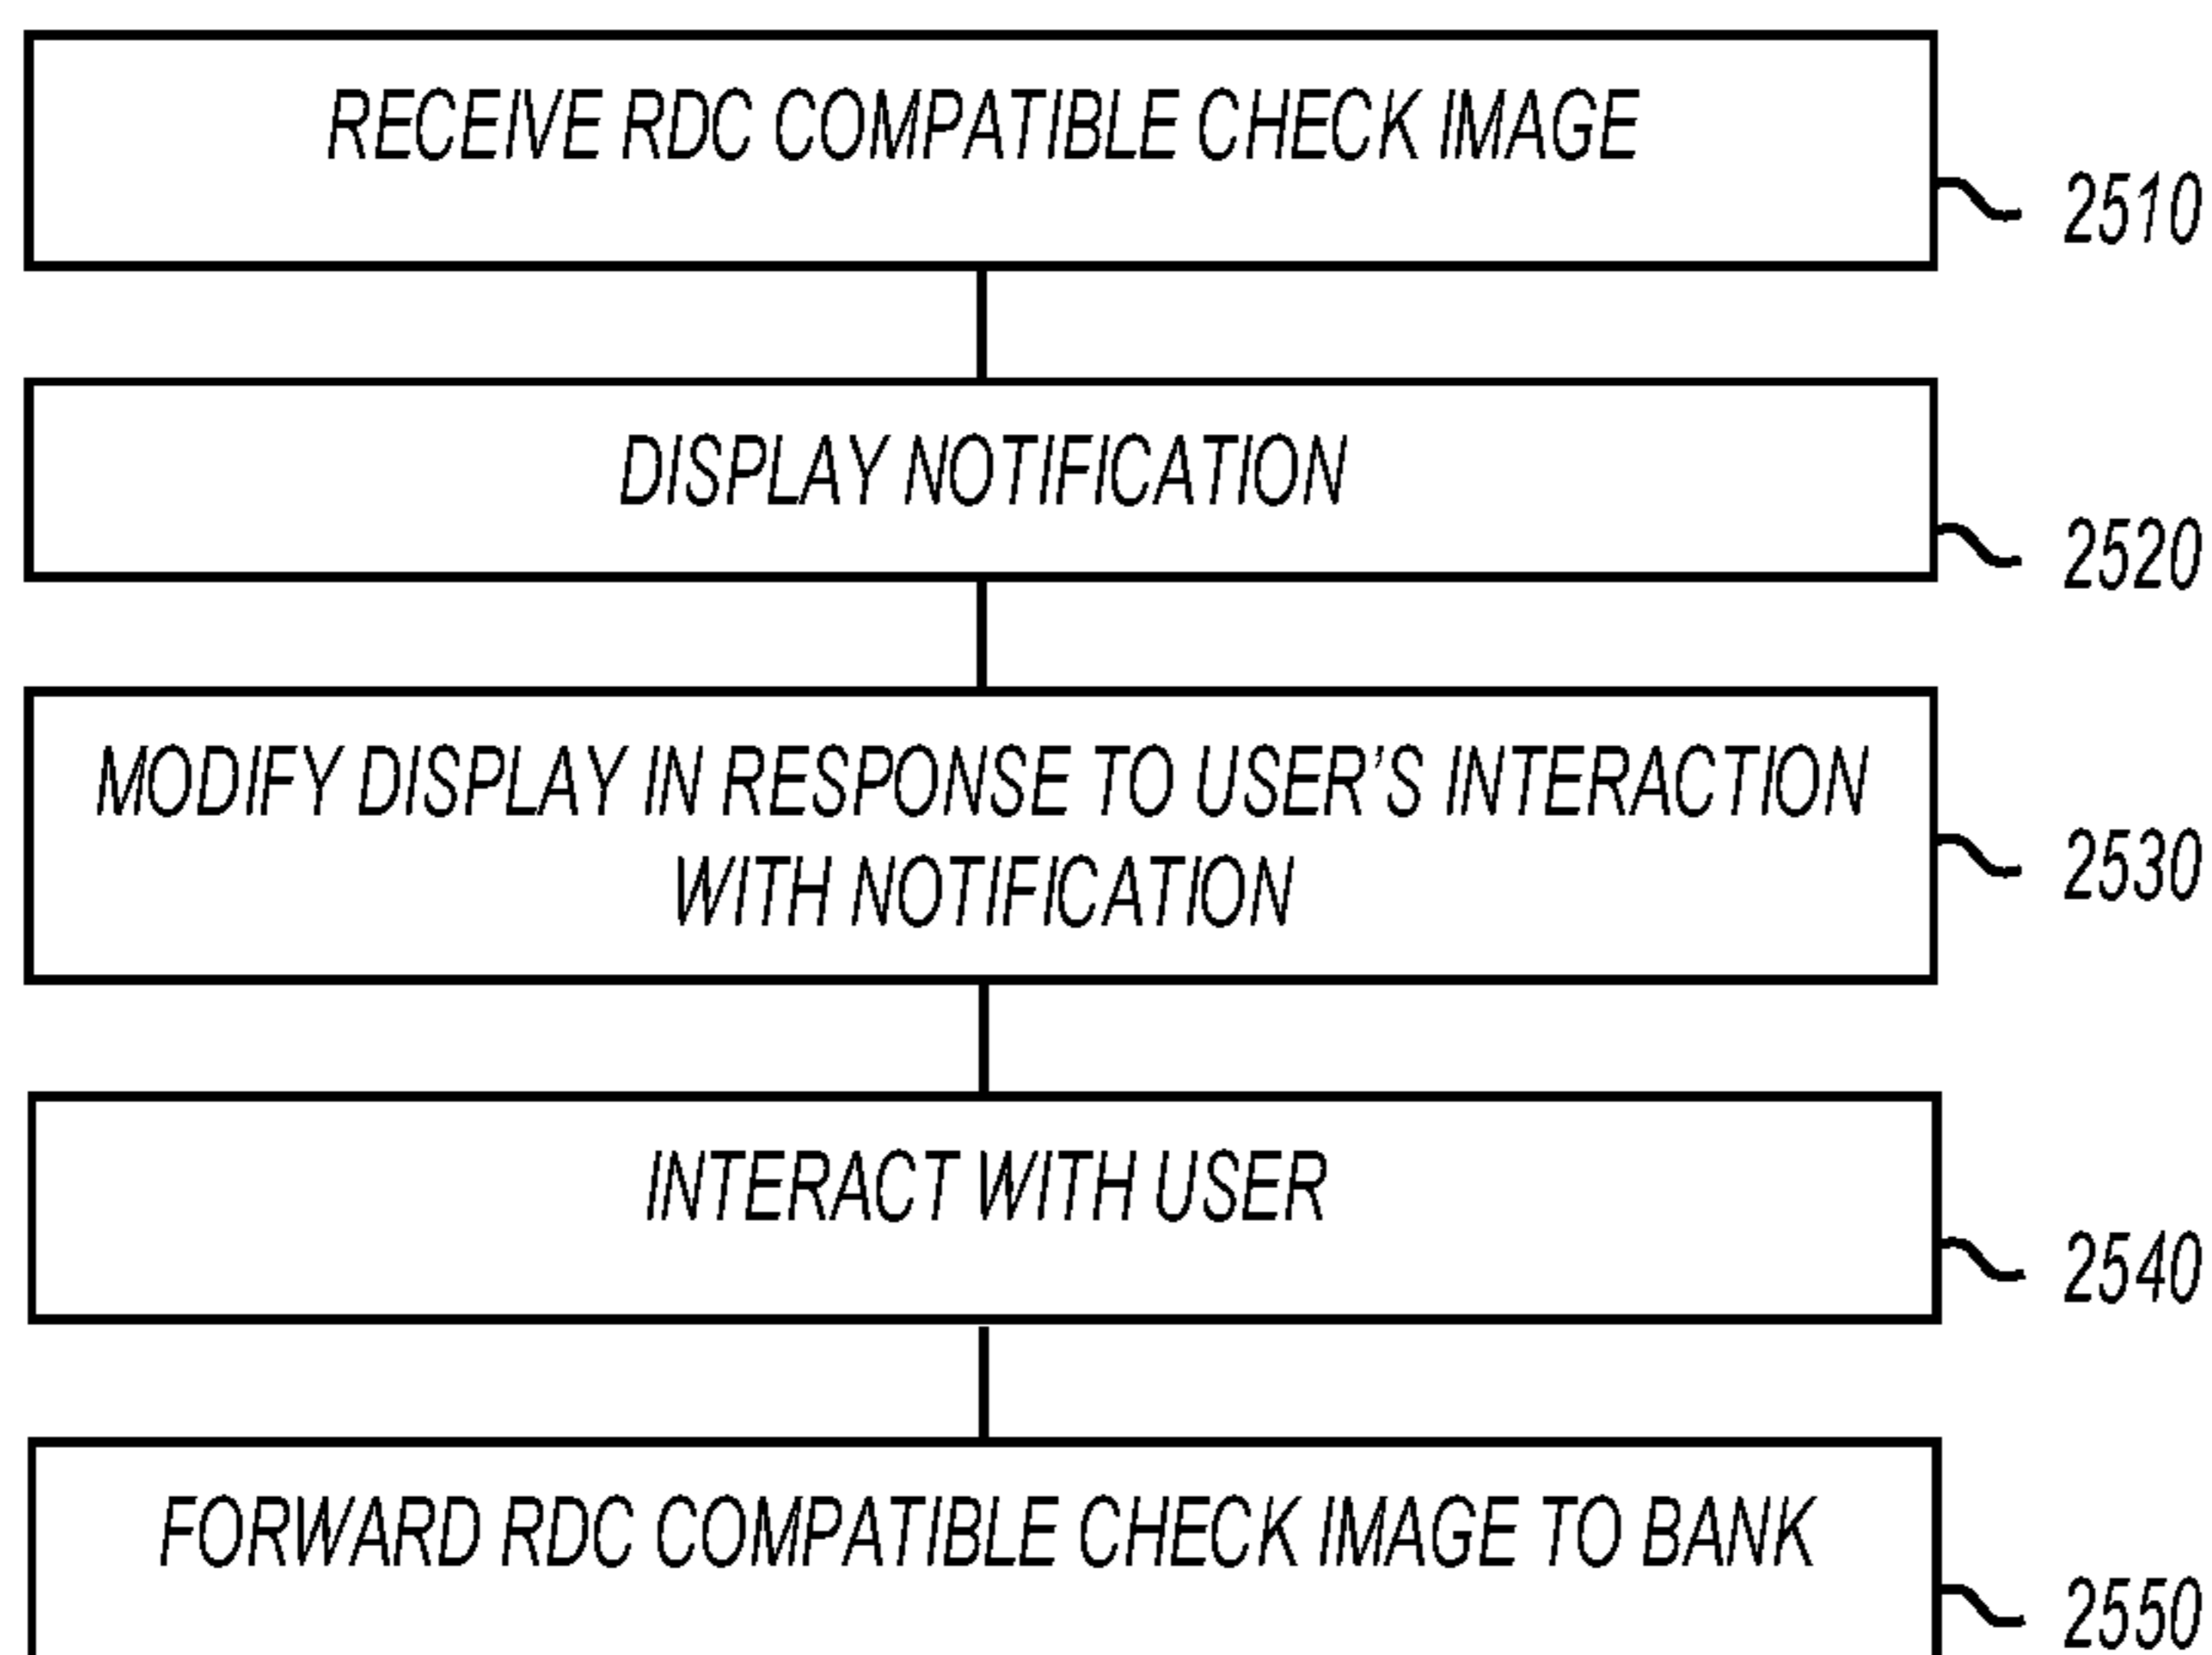 RECEIVE RDC COMPATIBLE CHECK IMAGE
2510
DISPLAY NOTIFICATION
2520
MODIFY DISPLAY IN RESPONSE TO USER'S INTERACTION
WITH NOTIFICATION
2530
INTERACT WITH USER
2540
FORWARD RDC COMPATIBLE CHECK IMAGE TO BANK
2550